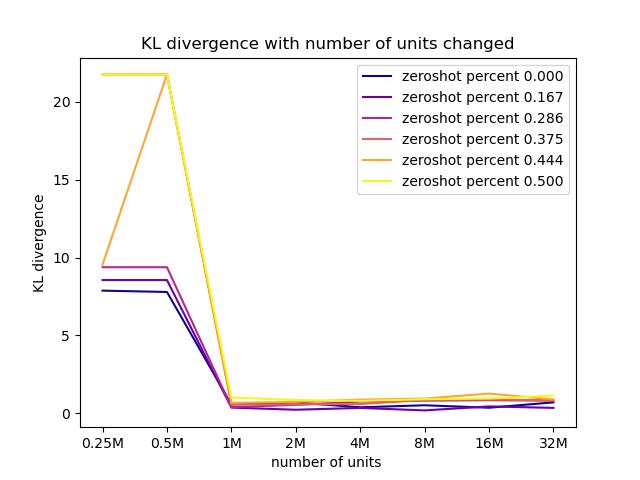 KL divergence with number of units changed
zeroshot percent 0.000
zeroshot percent 0.167
zeroshot percent 0.286
zeroshot percent 0.375
zeroshot percent 0.444
zeroshot percent 0.500
KL divergence
20
15
10
5
0
0.25M 0.5M 1M 2M 4M 8M 16M 32M
number of units